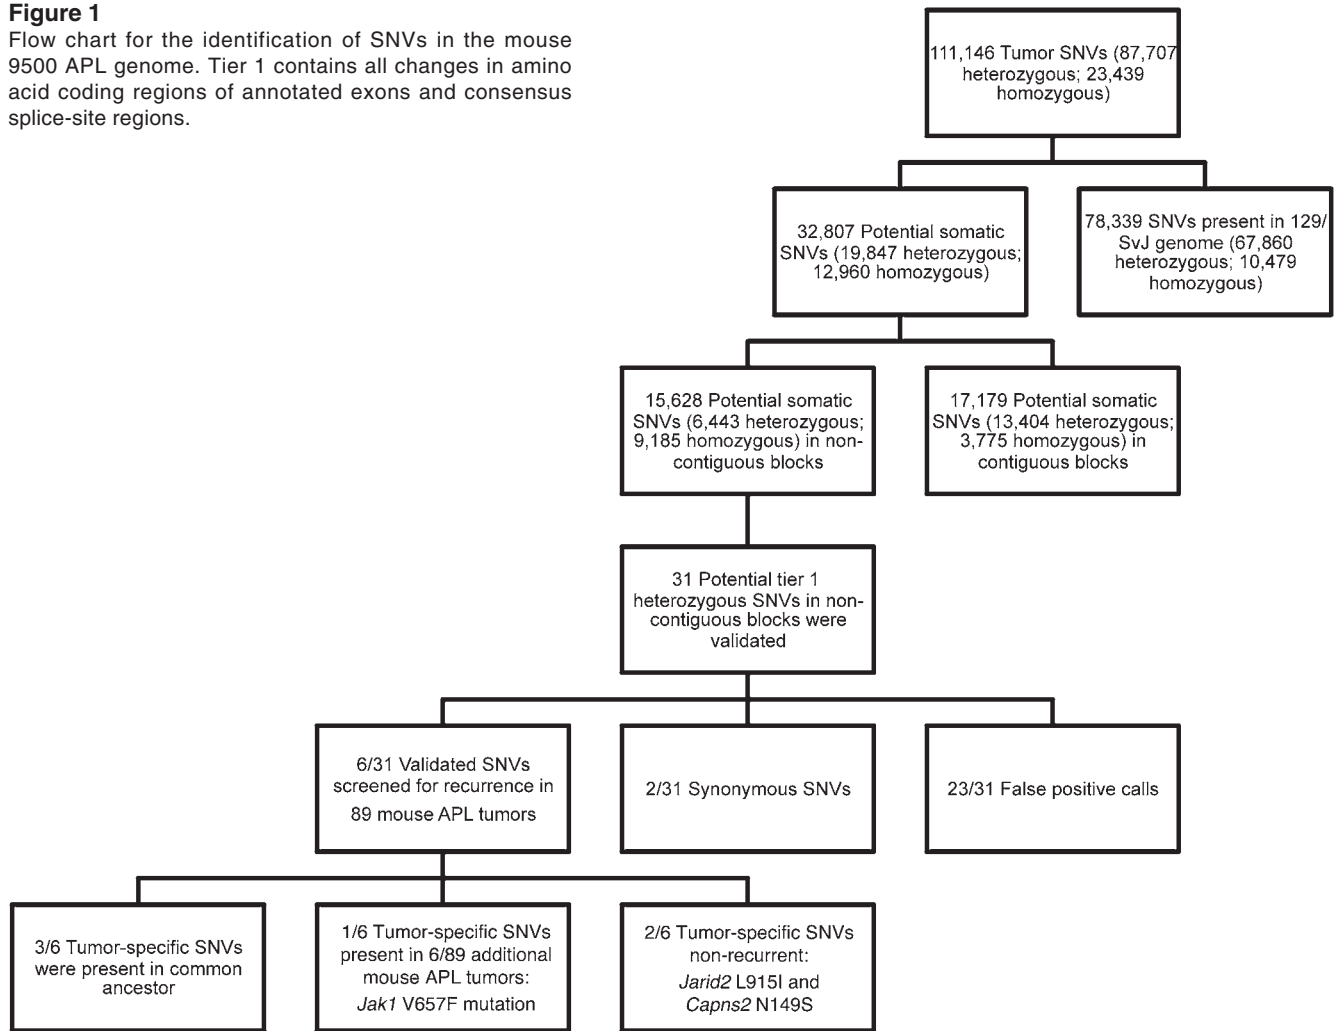 Figure 1
Flow chart for the identification of SNVs in the mouse
9500 APL genome. Tier 1 contains all changes in amino
acid coding regions of annotated exons and consensus
splice-site regions.
111,146 Tumor SNVs (87,707
heterozygous; 23,439
homozygous)
32,807 Potential somatic
SNVs (19,847 heterozygous;
12,960 homozygous)
78,339 SNVs present in 129/
SvJ genome (67,860
heterozygous; 10,479
homozygous)
15,628 Potential somatic
SNVs (6,443 heterozygous;
9,185 homozygous) in non-
contiguous blocks
17,179 Potential somatic
SNVs (13,404 heterozygous;
3,775 homozygous) in
contiguous blocks
31 Potential tier 1
heterozygous SNVs in non-
contiguous blocks were
validated
6/31 Validated SNVs
screened for recurrence in
89 mouse APL tumors
2/31 Synonymous SNVs
23/31 False positive calls
3/6 Tumor-specific SNVs
were present in common
ancestor
1/6 Tumor-specific SNVs
present in 6/89 additional
mouse APL tumors:
Jak1 V657F mutation
2/6 Tumor-specific SNVs
non-recurrent:
Jarid2 L915I and
Capns2 N149S